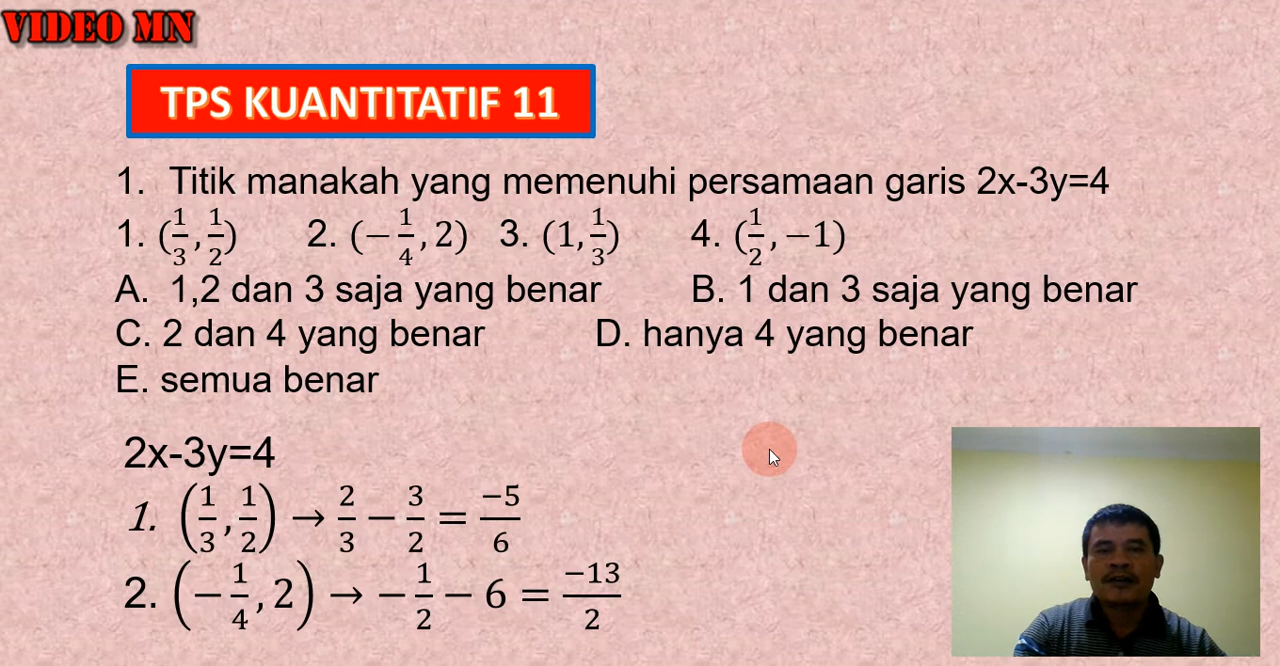 VIDEO MN
TPS KUANTITATIF 11
1. Titik manakah yang memenuhi persamaan garis 2x-3y=4
1. (1/3, 1/2) 2. (−1/4, 2) 3. (1, 1/3) 4. (1/2, −1)
A. 1,2 dan 3 saja yang benar B. 1 dan 3 saja yang benar
C. 2 dan 4 yang benar D. hanya 4 yang benar
E. semua benar
2x-3y=4
1. (1/3, 1/2) → 2/3 − 3/2 = −5/6
2. (−1/4, 2) → −1/2 − 6 = −13/2